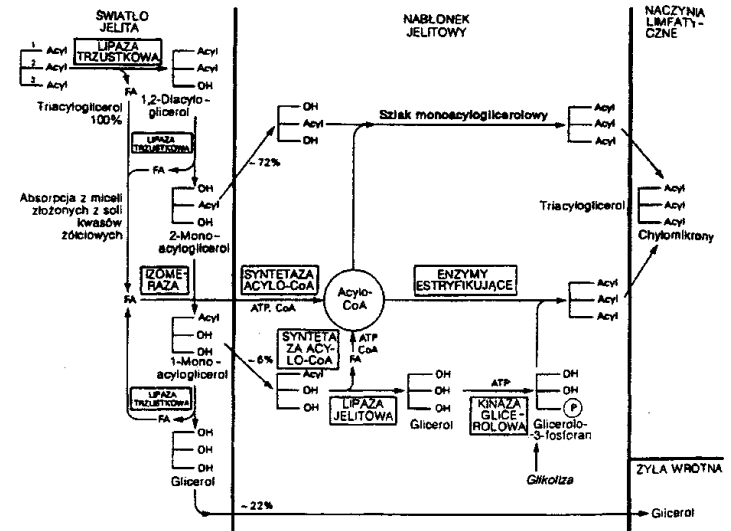 ŚWIATŁO
JELITA
NABŁONEK
JELITOWY
NACZYNIA
LIMFATY-
CZNE
1
Acyl
2
Acyl
3
Acyl
LIPAZA
TRZUSTKOWA
Acyl
Acyl
OH
FA
Triacyloglicerol
100%
1,2-Diacylo-
glicerol
LIPAZA
TRZUSTKOWA
FA
Absorpcja z miceli
złożonych z soli
kwasów
żółciowych
OH
Acyl
OH
2-Mono-
acyloglicerol
~72%
OH
Acyl
OH
Szlak monoacyloglicerolowy
Acyl
Acyl
Acyl
Triacyloglicerol
Acyl
Acyl
Acyl
Chylomikrony
FA
IZOME-
RAZA
SYNTETAZA
ACYLO-CoA
ATP, CoA
Acylo-
CoA
ENZYMY
ESTRYFIKUJĄCE
Acyl
Acyl
Acyl
Acyl
OH
OH
1-Mono-
acyloglicerol
~6%
SYNTETA
ZA ACY-
LO-CoA
ATP
CoA
FA
Acyl
OH
OH
LIPAZA
JELITOWA
OH
OH
OH
Glicerol
ATP
KINAZA
GLICE-
ROLOWA
OH
OH
P
Glicerolo-
-3-fosforan
Glikoliza
LIPAZA
TRZUSTKOWA
FA
OH
OH
OH
Glicerol
~22%
ŻYŁA WROTNA
Glicerol